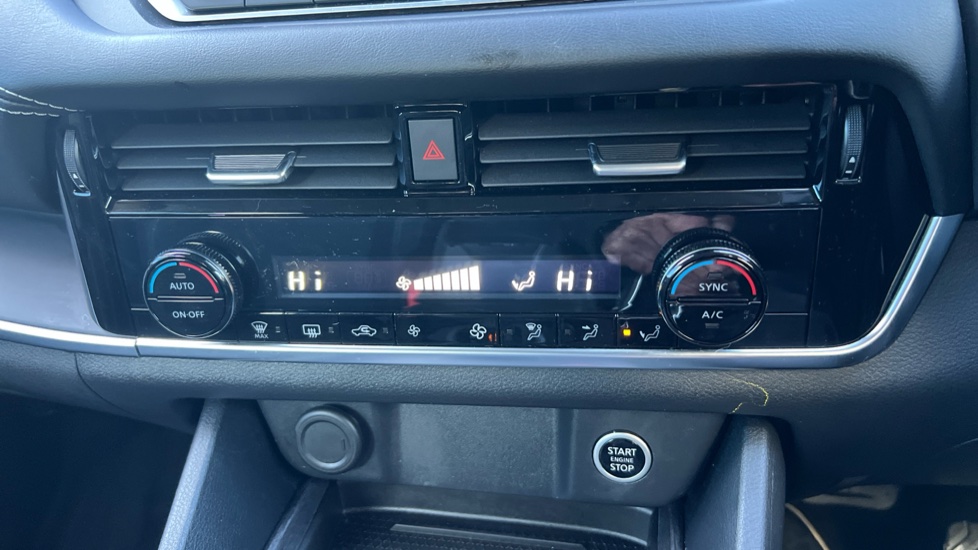 Hi
Hi
AUTO
ON·OFF
SYNC
A/C
MAX
START
ENGINE
STOP